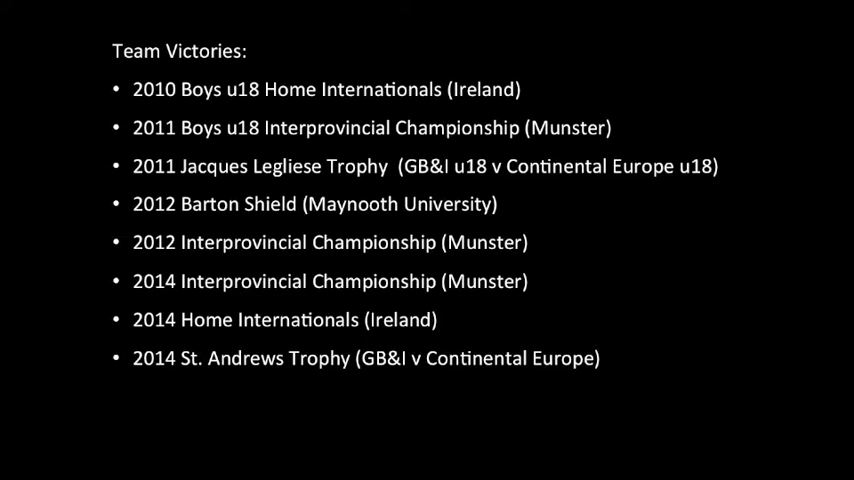 Team Victories:
• 2010 Boys u18 Home Internationals (Ireland)
• 2011 Boys u18 Interprovincial Championship (Munster)
• 2011 Jacques Legliese Trophy  (GB&I u18 v Continental Europe u18)
• 2012 Barton Shield (Maynooth University)
• 2012 Interprovincial Championship (Munster)
• 2014 Interprovincial Championship (Munster)
• 2014 Home Internationals (Ireland)
• 2014 St. Andrews Trophy (GB&I v Continental Europe)